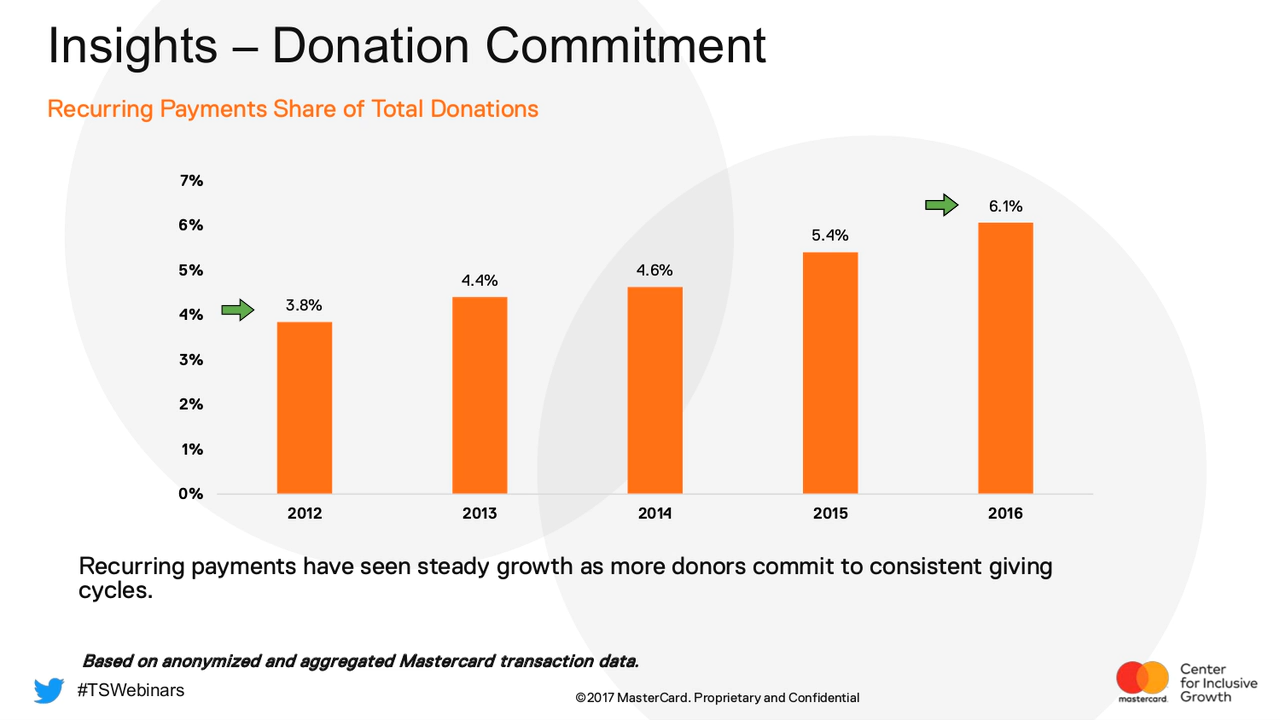 Insights – Donation Commitment
Recurring Payments Share of Total Donations
7%
6%
5%
4%
3%
2%
1%
0%
3.8%
4.4%
4.6%
5.4%
6.1%
2012
2013
2014
2015
2016
Recurring payments have seen steady growth as more donors commit to consistent giving
cycles.
Based on anonymized and aggregated Mastercard transaction data.
#TSWebinars
©2017 MasterCard. Proprietary and Confidential
mastercard.
Center
for Inclusive
Growth